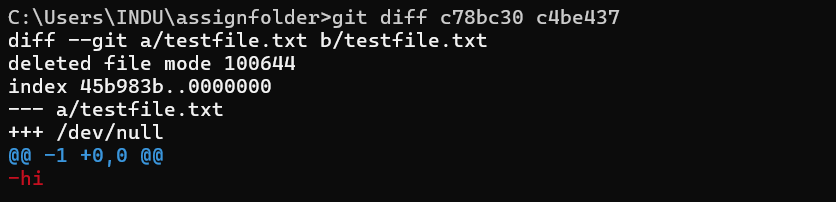 C:\Users\INDU\assignfolder>git diff c78bc30 c4be437
diff --git a/testfile.txt b/testfile.txt
deleted file mode 100644
index 45b983b..0000000
--- a/testfile.txt
+++ /dev/null
@@ -1 +0,0 @@
-hi